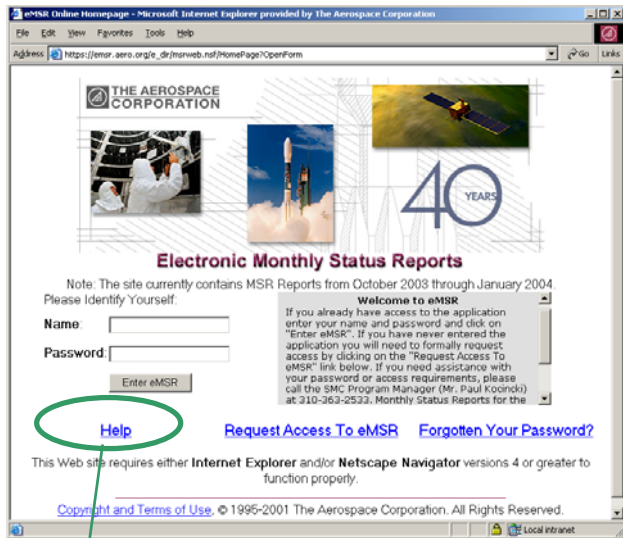 eMSR Online Homepage - Microsoft Internet Explorer provided by The Aerospace Corporation
File Edit View Favorites Tools Help
Address https://emsr.aero.org/e_dir/msrweb.nsf/HomePage?OpenForm Go Links
THE AEROSPACE
CORPORATION
40 YEARS
Electronic Monthly Status Reports
Note: The site currently contains MSR Reports from October 2003 through January 2004.
Please Identify Yourself:
Name:
Password:
Enter eMSR
Welcome to eMSR
If you already have access to the application
enter your name and password and click on
"Enter eMSR". If you have never entered the
application you will need to formally request
access by clicking on the "Request Access To
eMSR" link below. If you need assistance with
your password or access requirements, please
call the SMC Program Manager (Mr. Paul Kocincki)
at 310-363-2533. Monthly Status Reports for the
Help Request Access To eMSR Forgotten Your Password?
This Web site requires either Internet Explorer and/or Netscape Navigator versions 4 or greater to
function properly.
Copyright and Terms of Use, © 1995-2001 The Aerospace Corporation. All Rights Reserved.
Local intranet